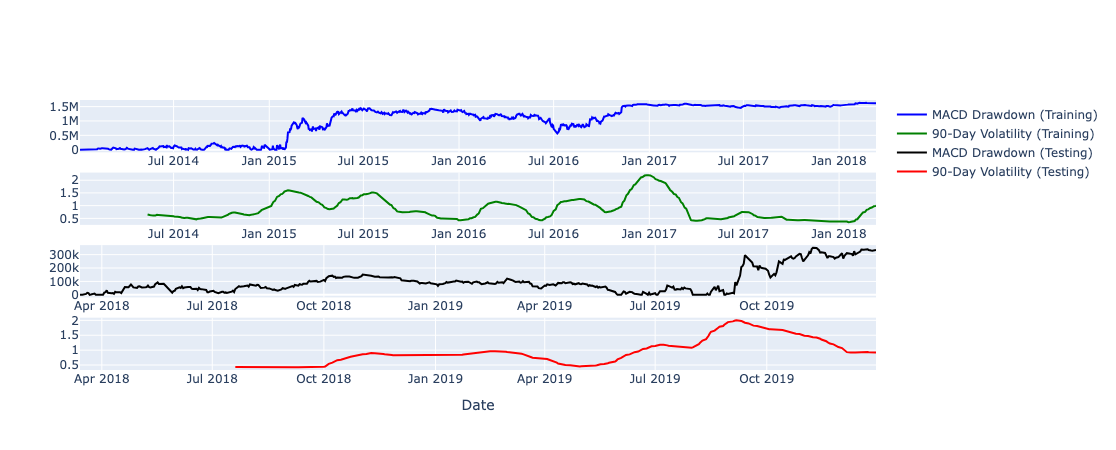 1.5M
1M
0.5M
0
Jul 2014 Jan 2015 Jul 2015 Jan 2016 Jul 2016 Jan 2017 Jul 2017 Jan 2018
2
1.5
1
0.5
Jul 2014 Jan 2015 Jul 2015 Jan 2016 Jul 2016 Jan 2017 Jul 2017 Jan 2018
300k
200k
100k
0
Apr 2018 Jul 2018 Oct 2018 Jan 2019 Apr 2019 Jul 2019 Oct 2019
2
1.5
1
0.5
Apr 2018 Jul 2018 Oct 2018 Jan 2019 Apr 2019 Jul 2019 Oct 2019
Date
MACD Drawdown (Training)
90-Day Volatility (Training)
MACD Drawdown (Testing)
90-Day Volatility (Testing)